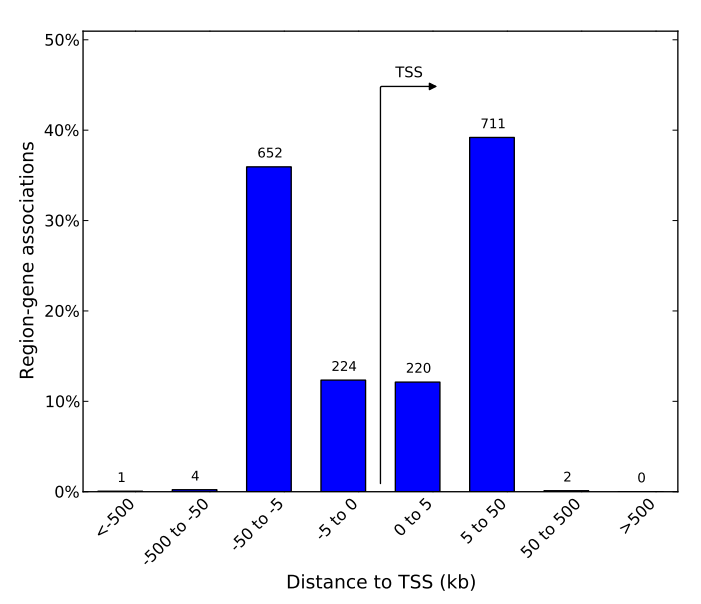 50%
TSS
40%
711
652
30%
20%
224
220
10%
1
4
2
0
0%
<-500
-500 to -50
-50 to -5
-5 to 0
0 to 5
5 to 50
50 to 500
>500
Region-gene associations
Distance to TSS (kb)